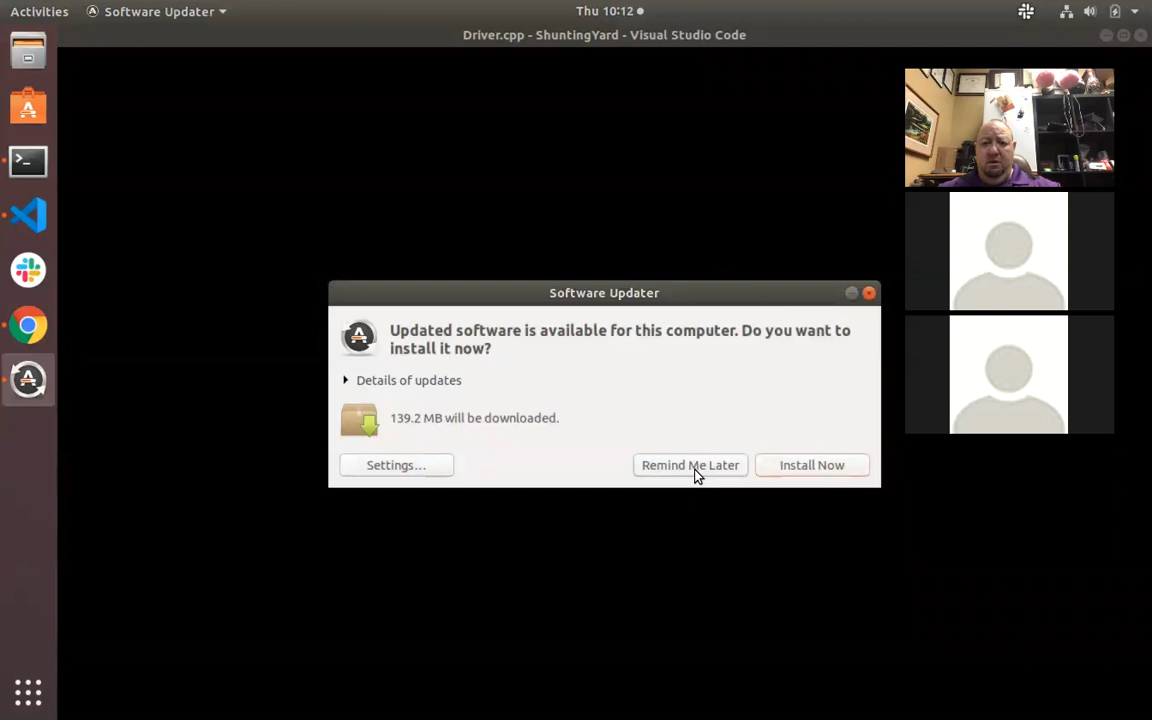 Activities
Software Updater
Thu 10:12
Driver.cpp - ShuntingYard - Visual Studio Code
Software Updater
Updated software is available for this computer. Do you want to
install it now?
Details of updates
139.2 MB will be downloaded.
Settings...
Remind Me Later
Install Now